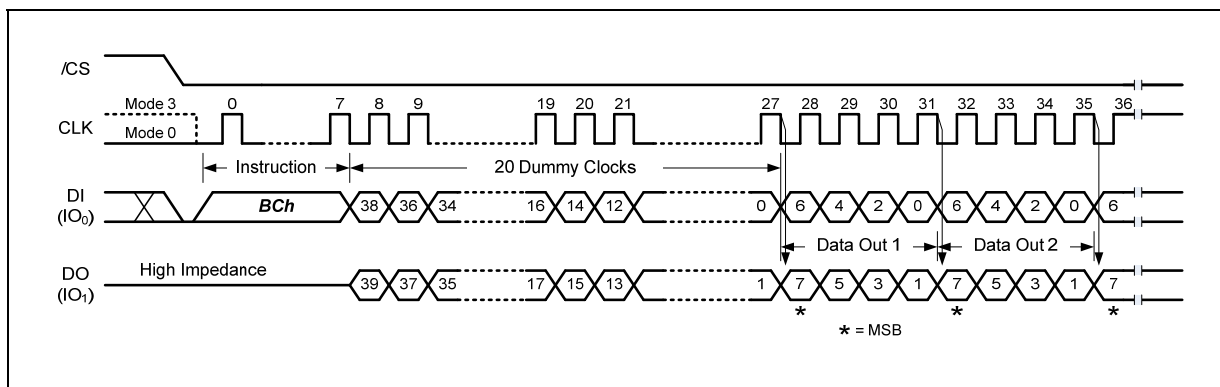 /CS
Mode 3 0 7 8 9 19 20 21 27 28 29 30 31 32 33 34 35 36
CLK
Mode 0
Instruction 20 Dummy Clocks
DI
(IO0)
BCh 38 36 34 16 14 12 0 6 4 2 0 6 4 2 0 6
Data Out 1 Data Out 2
High Impedance
DO
(IO1)
39 37 35 17 15 13 1 7 5 3 1 7 5 3 1 7
* * *
* = MSB